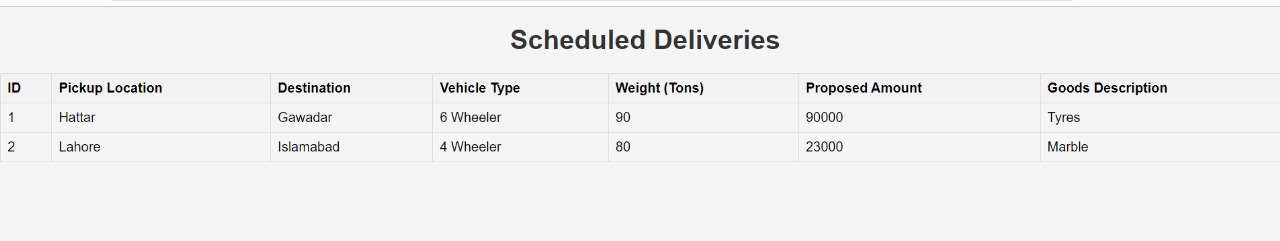 Scheduled Deliveries
ID Pickup Location Destination Vehicle Type Weight (Tons) Proposed Amount Goods Description
1 Hattar Gawadar 6 Wheeler 90 90000 Tyres
2 Lahore Islamabad 4 Wheeler 80 23000 Marble